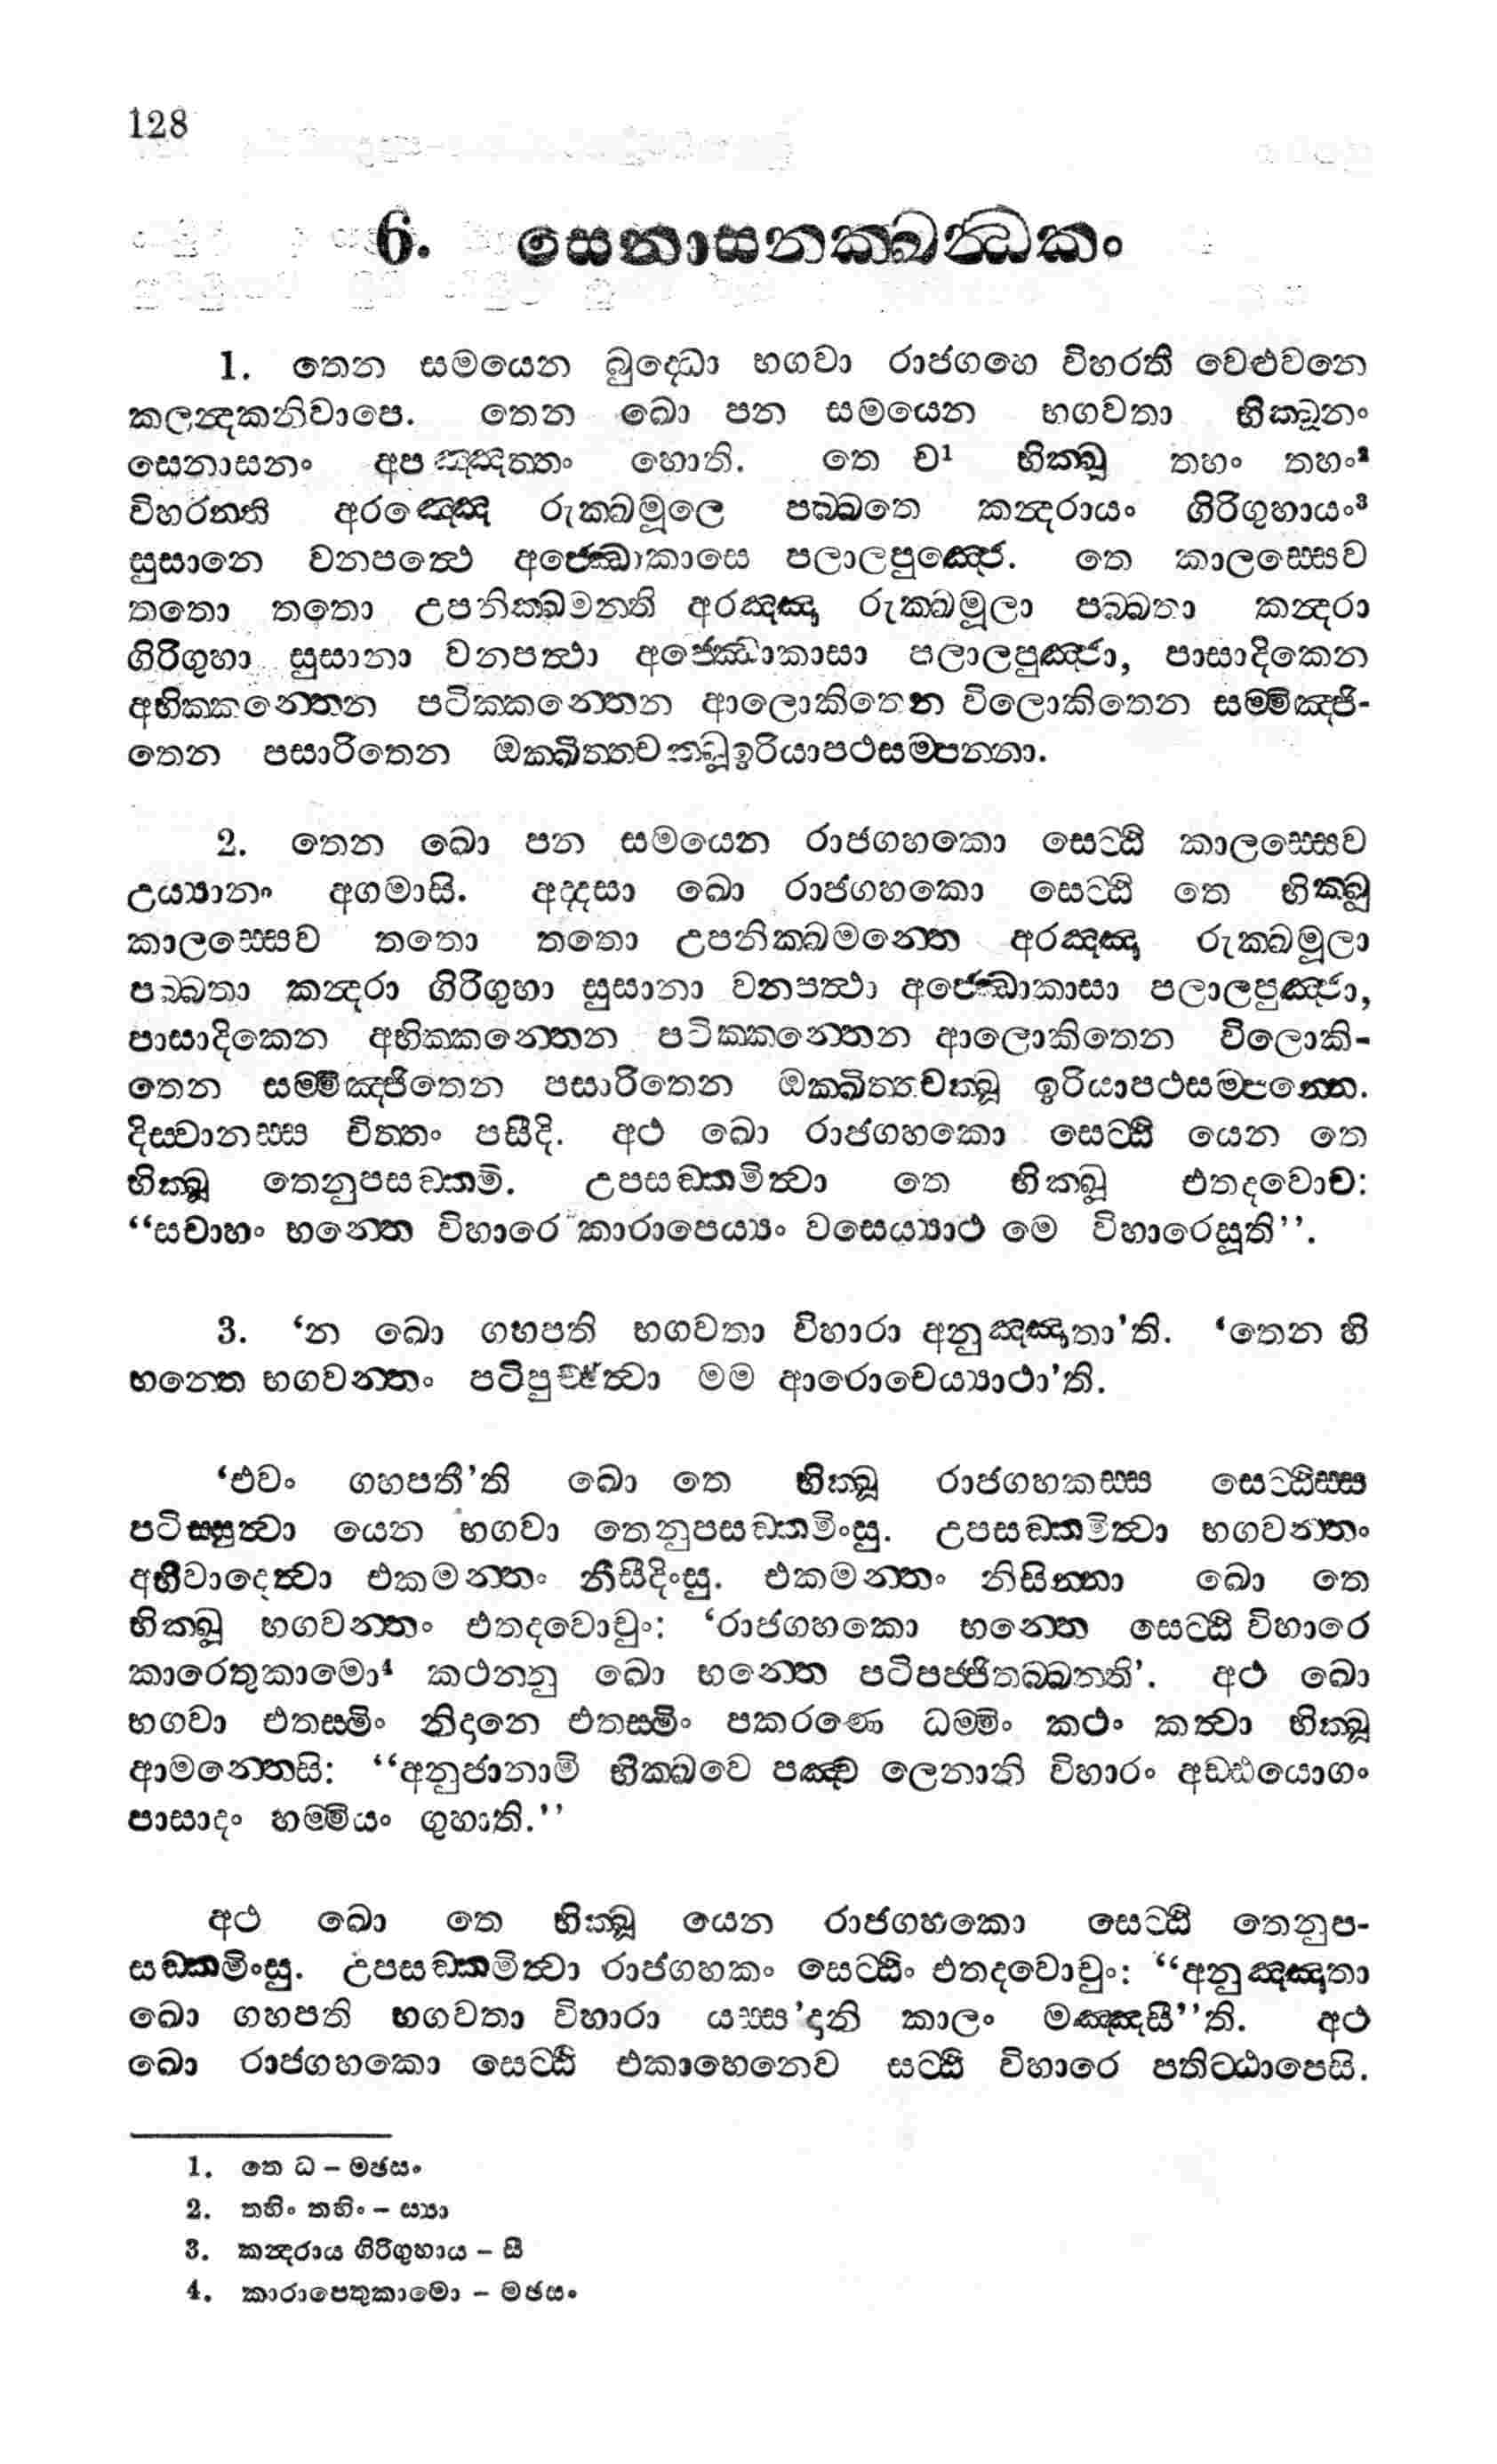 128
6. සෙනාසනක්ඛන්ධකං
1. තෙන සමයෙන බුද්ධො භගවා රාජගහෙ විහරති වෙළුවනෙ
කලන්දකනිවාපෙ. තෙන ඛො පන සමයෙන භගවතා භික්ඛූනං
සෙනාසනං අපඤ්ඤත්තං හොති. තෙ ච1 භික්ඛූ තහං තහං2
විහරන්ති අරඤ්ඤෙ රුක්ඛමූලෙ පබ්බතෙ කන්දරායං ගිරිගුහායං3
සුසානෙ වනපත්ථෙ අජ්ඣොකාසෙ පලාලපුඤ්ජෙ. තෙ කාලස්සෙව
තතො තතො උපනික්ඛමන්ති අරඤ්ඤා රුක්ඛමූලා පබ්බතා කන්දරා
ගිරිගුහා සුසානා වනපත්ථා අජ්ඣොකාසා පලාලපුඤ්ජා, පාසාදිකෙන
අභික්කන්තෙන පටික්කන්තෙන ආලොකිතෙන විලොකිතෙන සම්මිඤ්ජි-
තෙන පසාරිතෙන ඔක්ඛිත්තචක්ඛූඉරියාපථසම්පන්නා.
2. තෙන ඛො පන සමයෙන රාජගහකො සෙට්ඨි කාලස්සෙව
උය්‍යානං අගමාසි. අද්දසා ඛො රාජගහකො සෙට්ඨි තෙ භික්ඛූ
කාලස්සෙව තතො තතො උපනික්ඛමන්තෙ අරඤ්ඤා රුක්ඛමූලා
පබ්බතා කන්දරා ගිරිගුහා සුසානා වනපත්ථා අජ්ඣොකාසා පලාලපුඤ්ජා,
පාසාදිකෙන අභික්කන්තෙන පටික්කන්තෙන ආලොකිතෙන විලොකි-
තෙන සම්මිඤ්ජිතෙන පසාරිතෙන ඔක්ඛිත්තචක්ඛූ ඉරියාපථසම්පන්නෙ.
දිස්වානස්ස චිත්තං පසීදි. අථ ඛො රාජගහකො සෙට්ඨි යෙන තෙ
භික්ඛූ තෙනුපසඞ්කමි. උපසඞ්කමිත්වා තෙ භික්ඛූ එතදවොච:
“සචාහං භන්තෙ විහාරෙ කාරාපෙය්‍යං වසෙය්‍යාථ මෙ විහාරෙසූති’’.
3. ‘න ඛො ගහපති භගවතා විහාරා අනුඤ්ඤාතා’ති. ‘තෙන හි
භන්තෙ භගවන්තං පටිපුච්ඡිත්වා මම ආරොචෙය්‍යාථා’ති.
‘එවං ගහපතී’ති ඛො තෙ භික්ඛූ රාජගහකස්ස සෙට්ඨිස්ස
පටිස්සුත්වා යෙන භගවා තෙනුපසඞ්කමිංසු. උපසඞ්කමිත්වා භගවන්තං
අභිවාදෙත්වා එකමන්තං නිසීදිංසු. එකමන්තං නිසින්නා ඛො තෙ
භික්ඛූ භගවන්තං එතදවොචුං: ‘රාජගහකො භන්තෙ සෙට්ඨි විහාරෙ
කාරෙතුකාමො4 කථන්නු ඛො භන්තෙ පටිපජ්ජිතබ්බන්ති’. අථ ඛො
භගවා එතස්මිං නිදානෙ එතස්මිං පකරණෙ ධම්මිං කථං කත්වා භික්ඛූ
ආමන්තෙසි: “අනුජානාමි භික්ඛවෙ පඤ්ච ලෙනානි විහාරං අඩ්ඪයොගං
පාසාදං හම්මියං ගුහාති.’’
අථ ඛො තෙ භික්ඛූ යෙන රාජගහකො සෙට්ඨි තෙනුප-
සඞ්කමිංසු. උපසඞ්කමිත්වා රාජගහකං සෙට්ඨිං එතදවොචුං: “අනුඤ්ඤාතා
ඛො ගහපති භගවතා විහාරා යස්ස’දානි කාලං මඤ්ඤසී’’ති. අථ
ඛො රාජගහකො සෙට්ඨි එකාහෙනෙව සට්ඨි විහාරෙ පතිට්ඨාපෙසි.
1. තෙ ධ – මඡසං
2. තහිං තහිං – ස්‍යා
3. කන්දරාය ගිරිගුහාය – සී
4. කාරාපෙතුකාමො – මඡසං